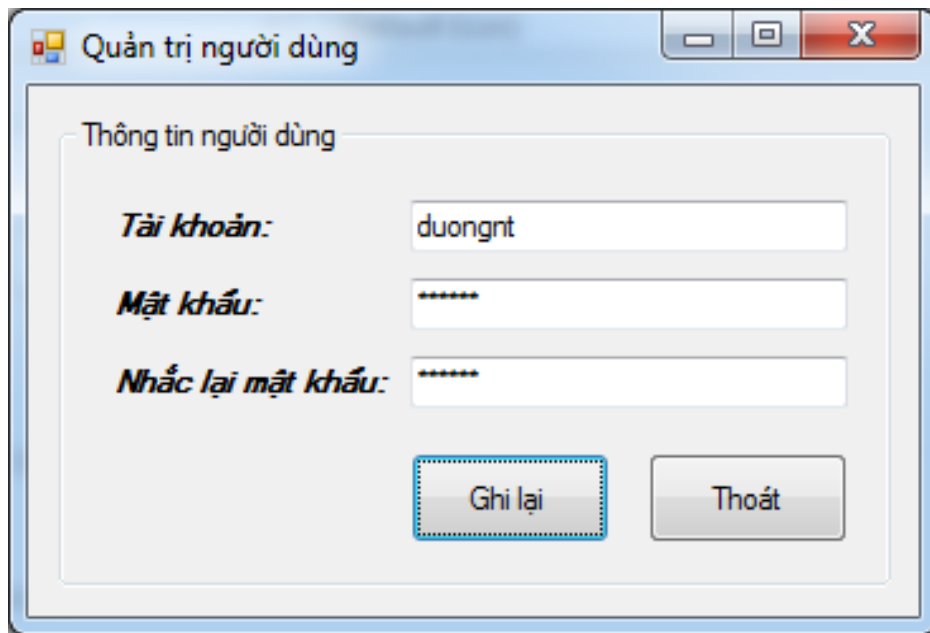 Quản trị người dùng
Thông tin người dùng
Tài khoản: duongnt
Mật khẩu: ******
Nhắc lại mật khẩu: ******
Ghi lại Thoát